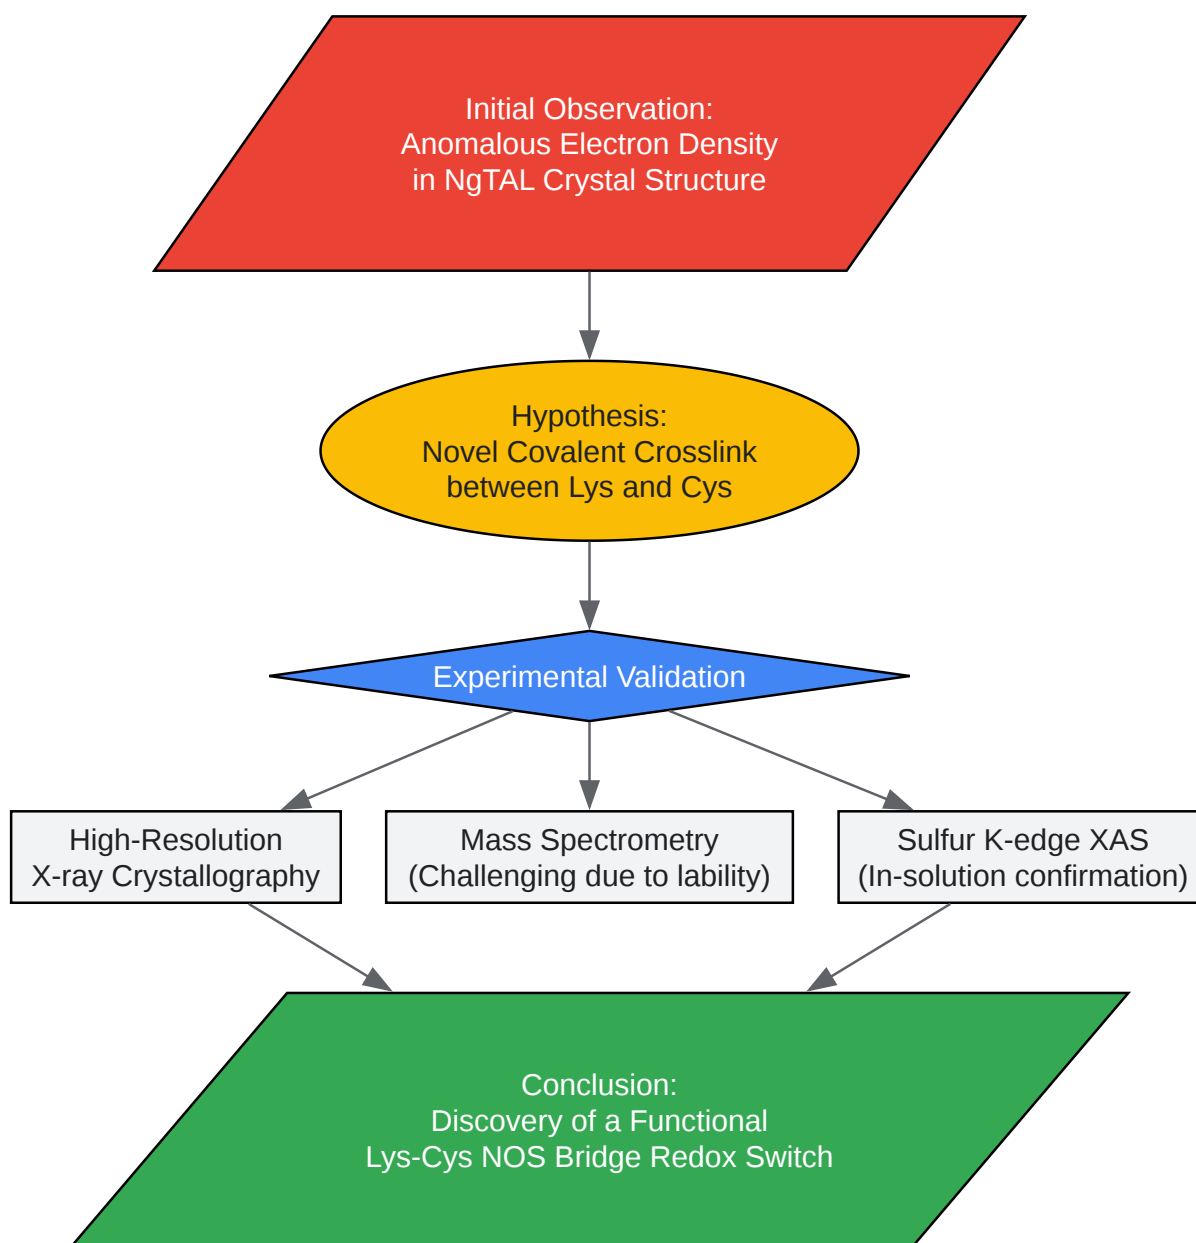 Initial Observation:
Anomalous Electron Density
in NgTAL Crystal Structure
Hypothesis:
Novel Covalent Crosslink
between Lys and Cys
Experimental Validation
High-Resolution
X-ray Crystallography
Mass Spectrometry
(Challenging due to lability)
Sulfur K-edge XAS
(In-solution confirmation)
Conclusion:
Discovery of a Functional
Lys-Cys NOS Bridge Redox Switch